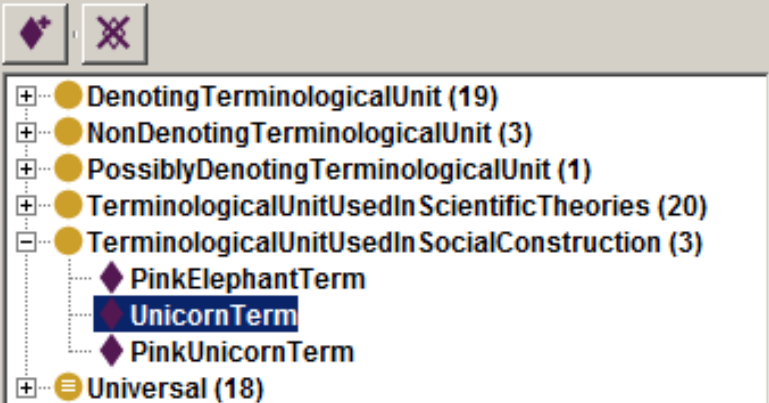 DenotingTerminologicalUnit (19)
NonDenotingTerminologicalUnit (3)
PossiblyDenotingTerminologicalUnit (1)
TerminologicalUnitUsedInScientificTheories (20)
TerminologicalUnitUsedInSocialConstruction (3)
PinkElephantTerm
UnicornTerm
PinkUnicornTerm
Universal (18)